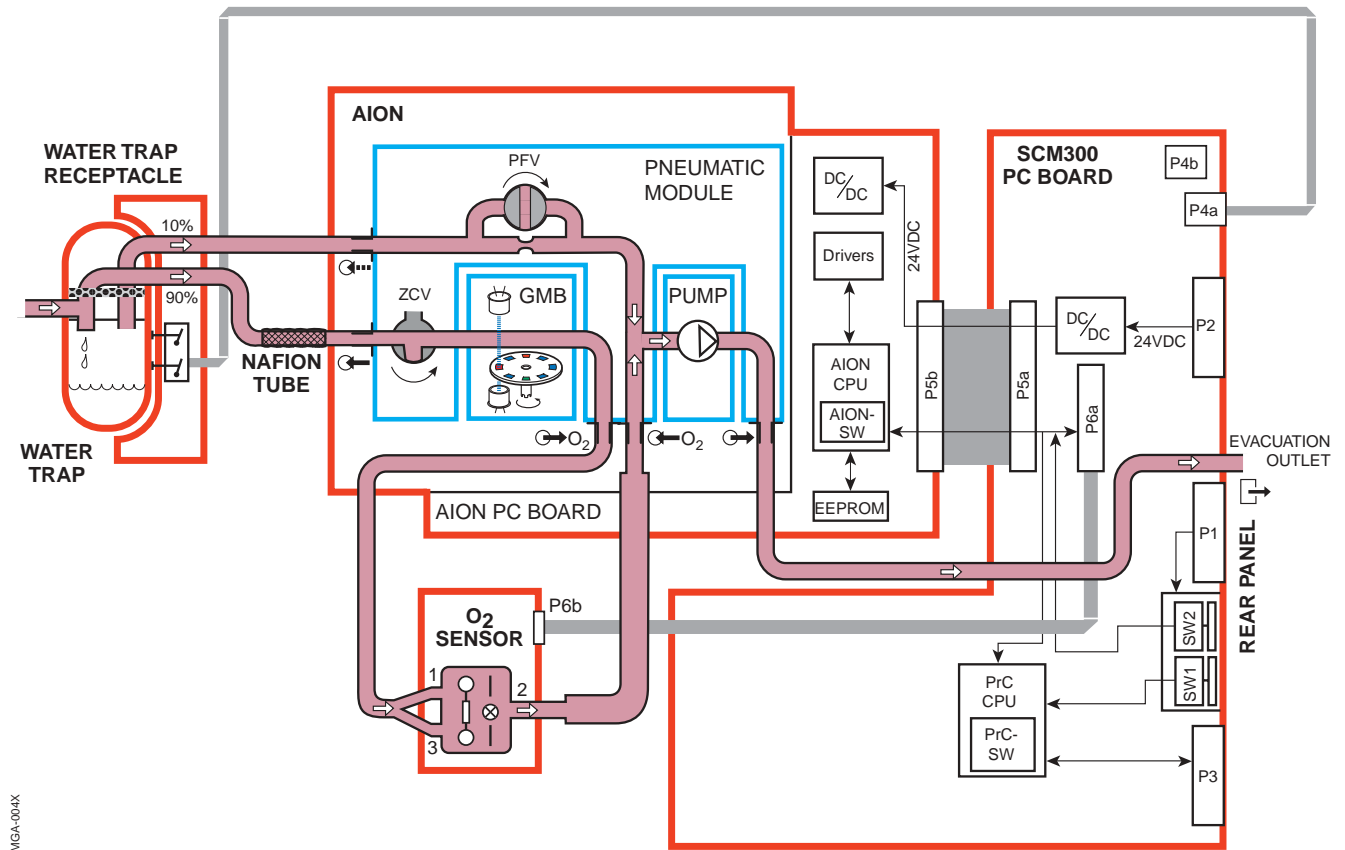 AION
WATER TRAP
RECEPTACLE
10%
90%
NAFION
TUBE
WATER
TRAP
PFV
PNEUMATIC
MODULE
ZCV
GMB
PUMP
O2
O2
AION PC BOARD
DC/DC
24VDC
Drivers
AION
CPU
AION-
SW
EEPROM
P5b
P5a
SCM300
PC BOARD
P4b
P4a
DC/DC
24VDC
P2
P6a
EVACUATION
OUTLET
P1
REAR PANEL
SW2
SW1
PrC
CPU
PrC-
SW
P3
O2
SENSOR
P6b
1
2
3
MGA-004X